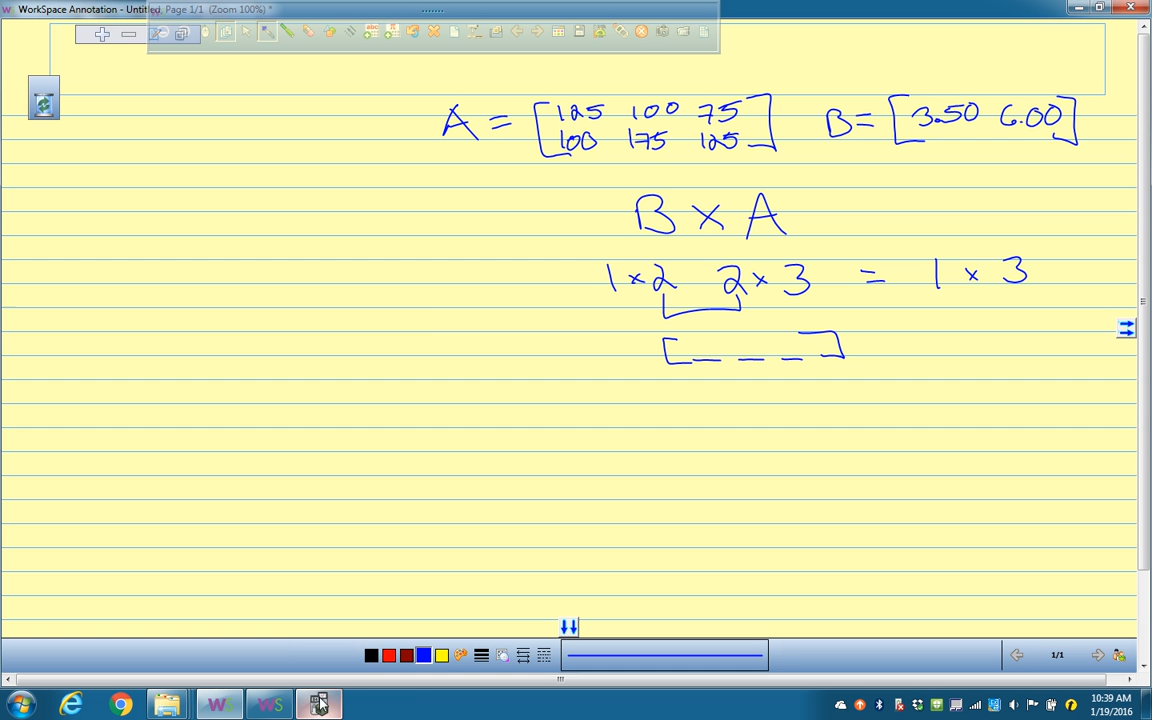 WorkSpace Annotation - Untitled, Page 1/1 (Zoom 100%) *
A = [125 100 75 B = [3.50 6.00]
100 175 125]
B × A
1 × 2 2 × 3 = 1 × 3
[_ _ _]
1/1
10:39 AM
1/19/2016